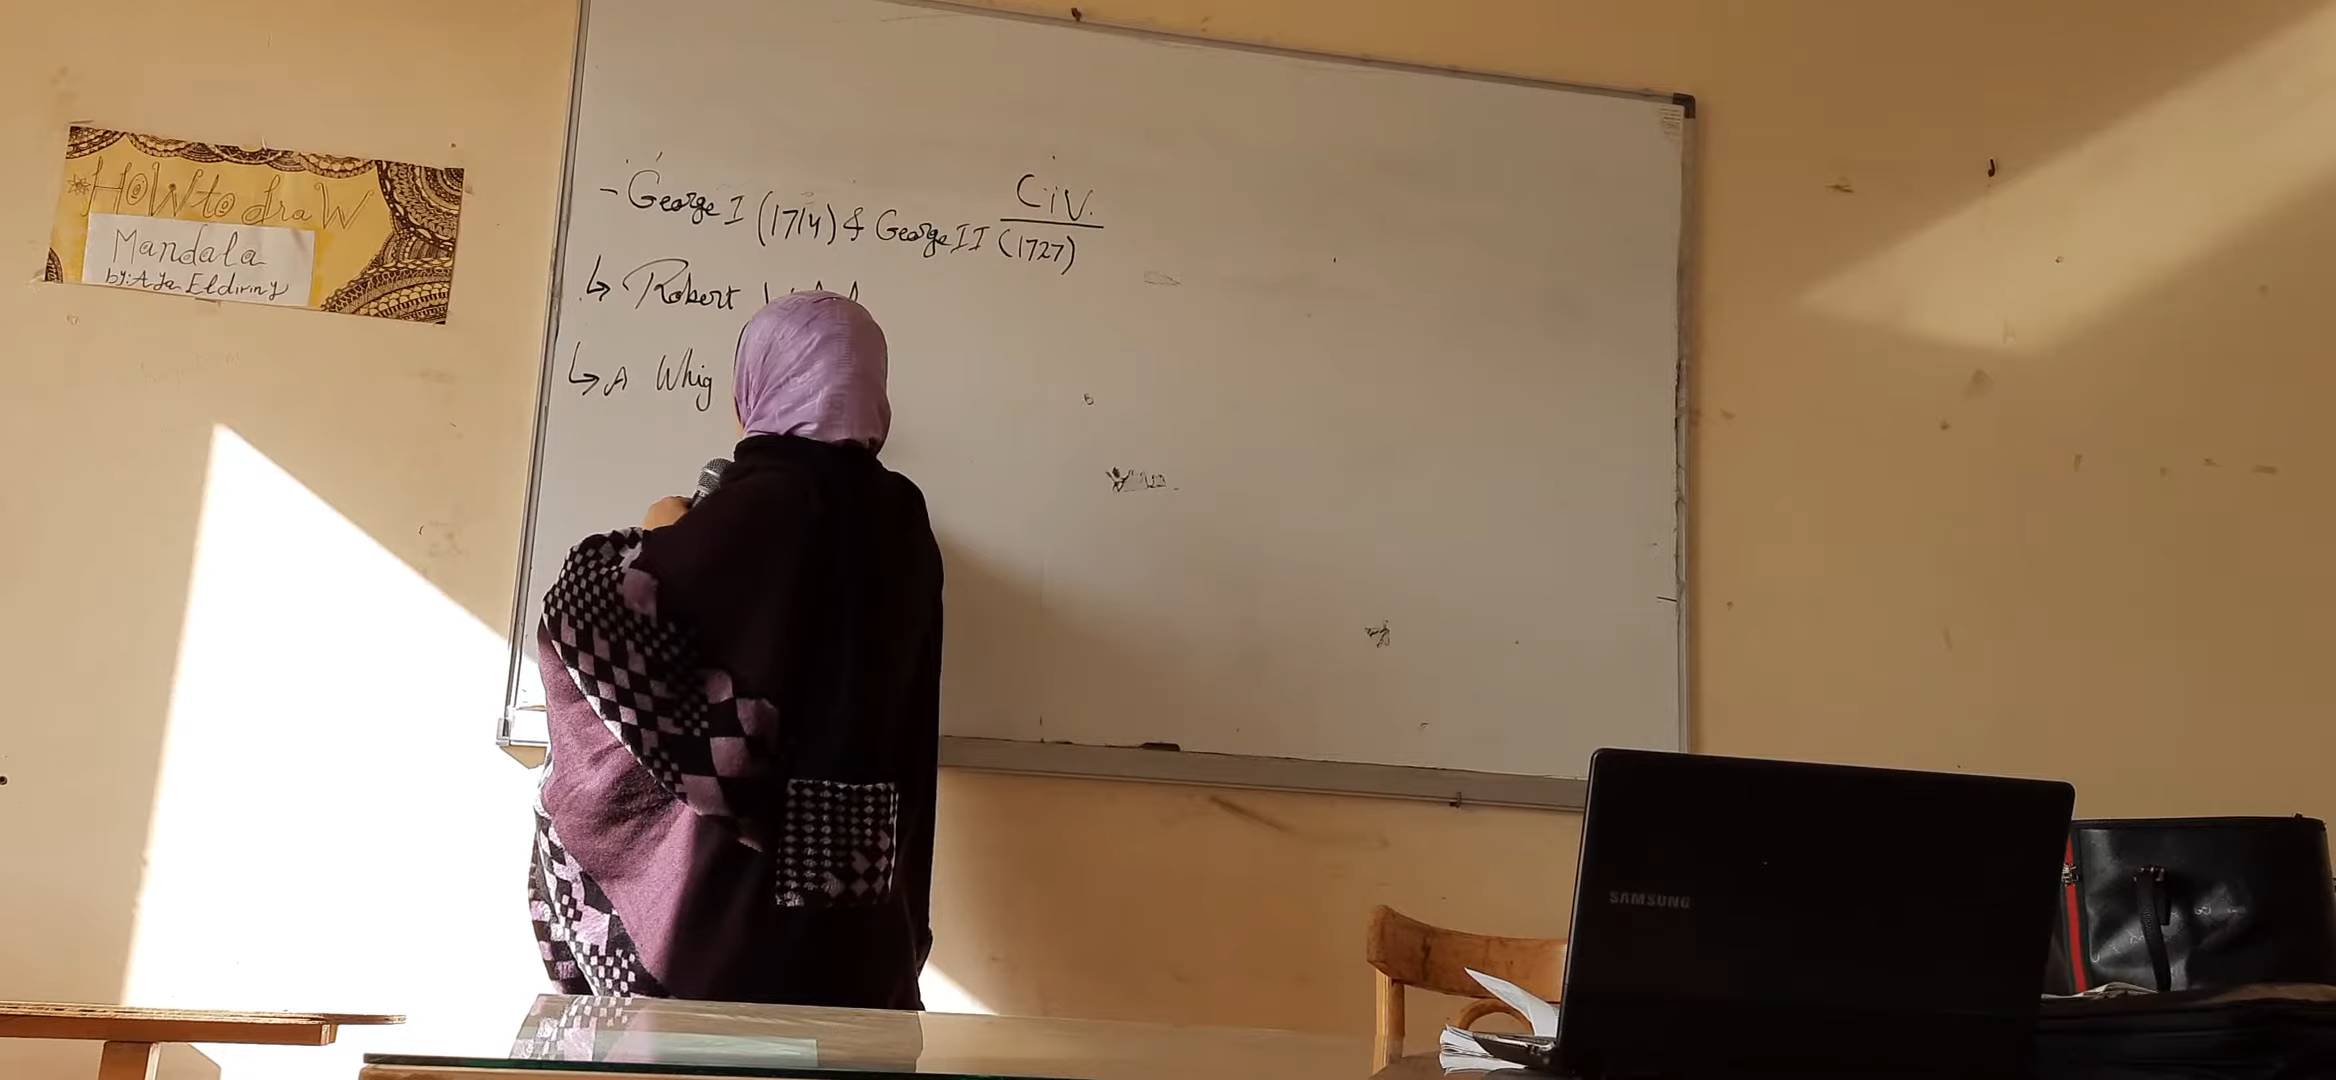 HOW to draW
Mandala
by: Aya Eldiriny
CiV.
- George I (1714) & George II (1727)
↳ Robert
↳ A Whig
SAMSUNG